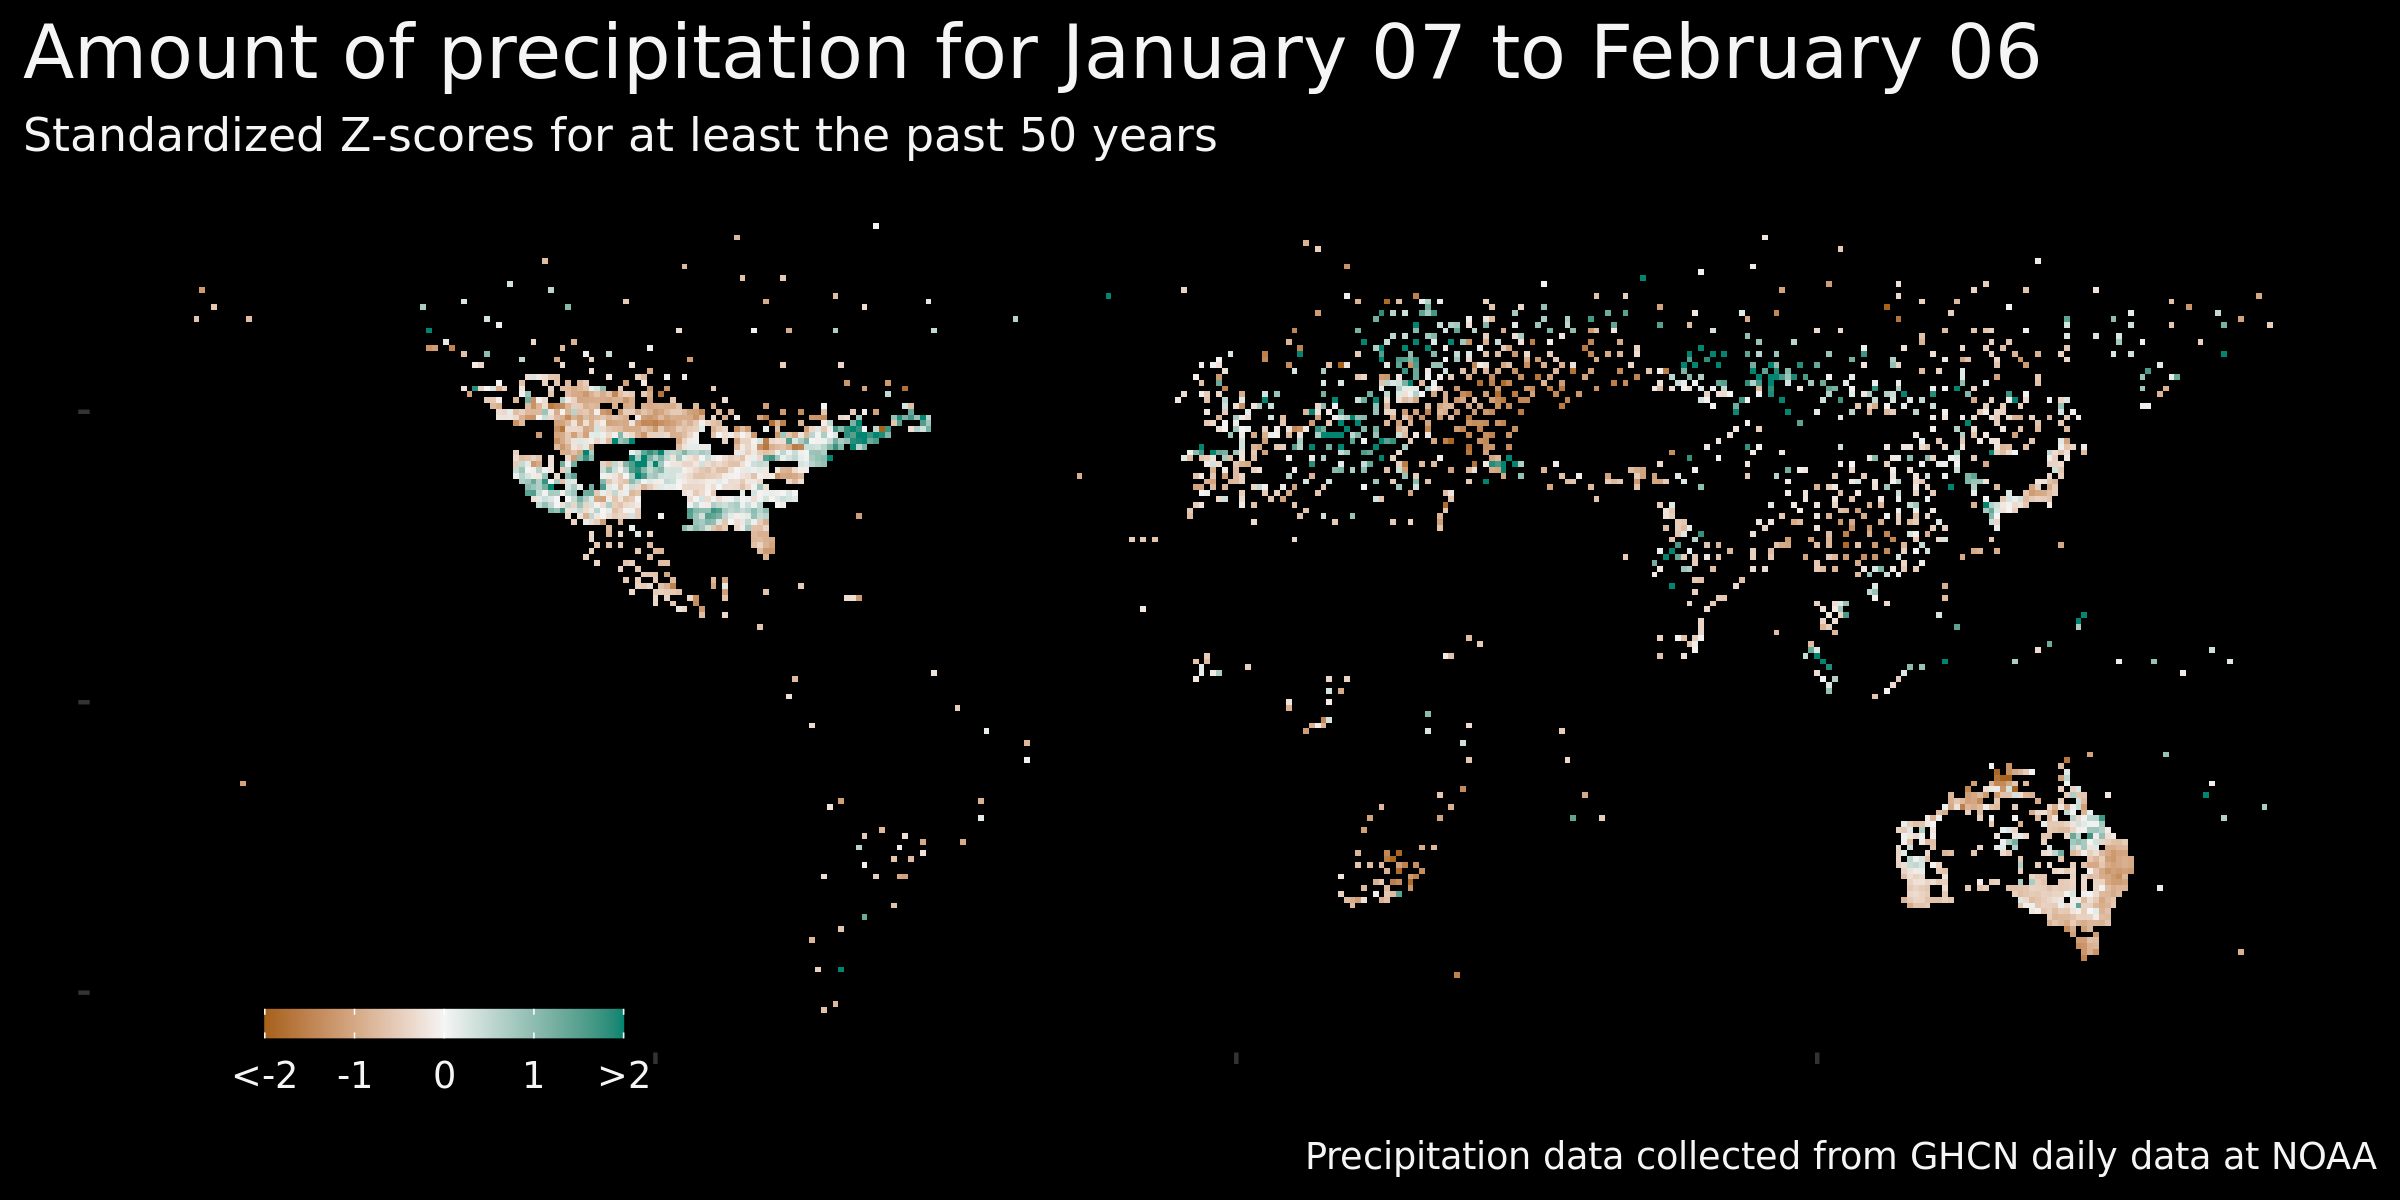 Amount of precipitation for January 07 to February 06
Standardized Z-scores for at least the past 50 years
<-2 -1 0 1 >2
Precipitation data collected from GHCN daily data at NOAA